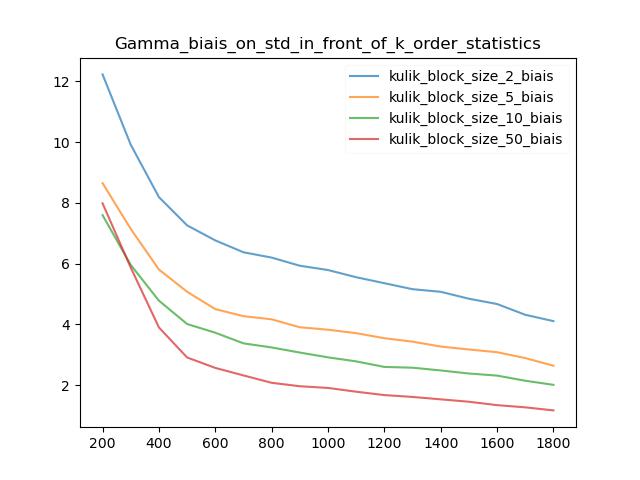 Gamma_biais_on_std_in_front_of_k_order_statistics
kulik_block_size_2_biais
kulik_block_size_5_biais
kulik_block_size_10_biais
kulik_block_size_50_biais
12
10
8
6
4
2
200 400 600 800 1000 1200 1400 1600 1800